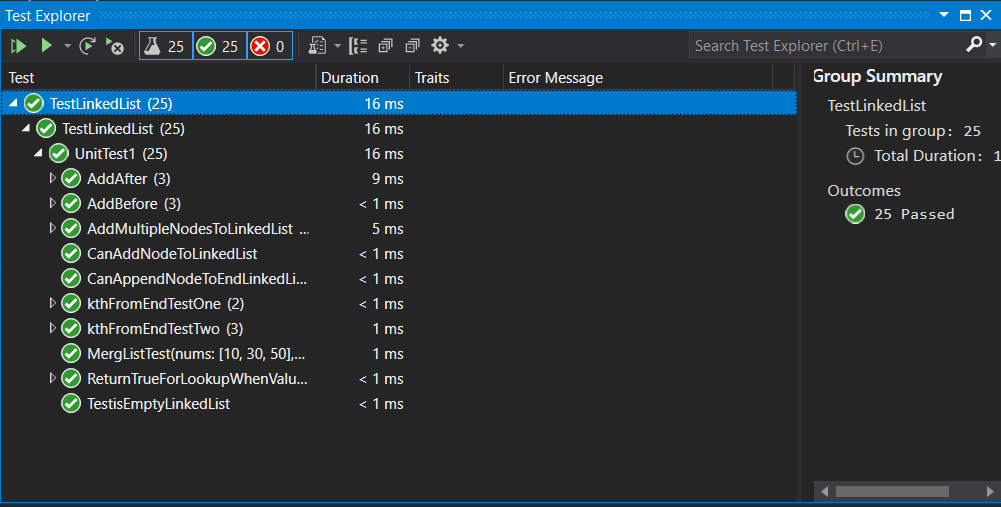 Test Explorer
25 25 0
Search Test Explorer (Ctrl+E)
Test Duration Traits Error Message
TestLinkedList (25) 16 ms
TestLinkedList (25) 16 ms
UnitTest1 (25) 16 ms
AddAfter (3) 9 ms
AddBefore (3) < 1 ms
AddMultipleNodesToLinkedList ... 5 ms
CanAddNodeToLinkedList < 1 ms
CanAppendNodeToEndLinkedLi... < 1 ms
kthFromEndTestOne (2) < 1 ms
kthFromEndTestTwo (3) 1 ms
MergListTest(nums: [10, 30, 50],... 1 ms
ReturnTrueForLookupWhenValu... < 1 ms
TestisEmptyLinkedList < 1 ms
Group Summary
TestLinkedList
Tests in group: 25
Total Duration: 1
Outcomes
25 Passed